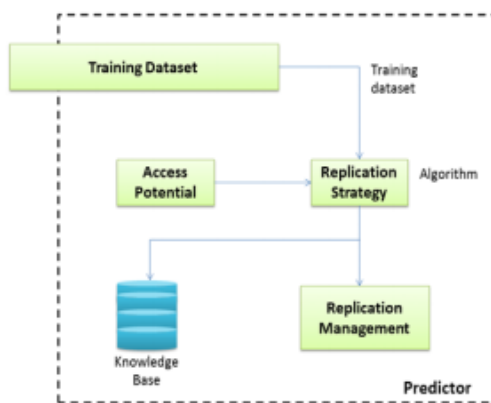 Training Dataset
Training
dataset
Access
Potential
Replication
Strategy
Algorithm
Knowledge
Base
Replication
Management
Predictor